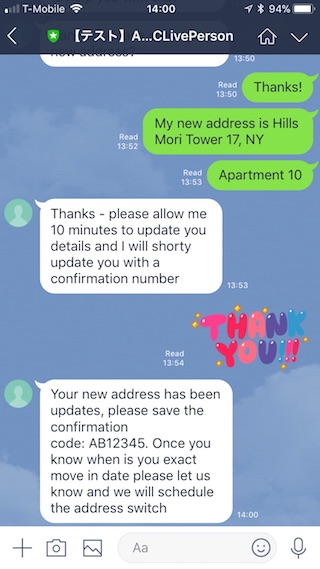 T-Mobile 14:00 94%
【テスト】A...CLivePerson
13:50
Read
13:50
Thanks!
My new address is Hills
Mori Tower 17, NY
Read
13:52
Apartment 10
Read
13:53
Thanks - please allow me
10 minutes to update you
details and I will shorty
update you with a
confirmation number
13:53
THANK
YOU!!
Read
13:54
Your new address has been
updates, please save the
confirmation
code: AB12345. Once you
know when is you exact
move in date please let us
know and we will schedule
the address switch
14:00
Aa